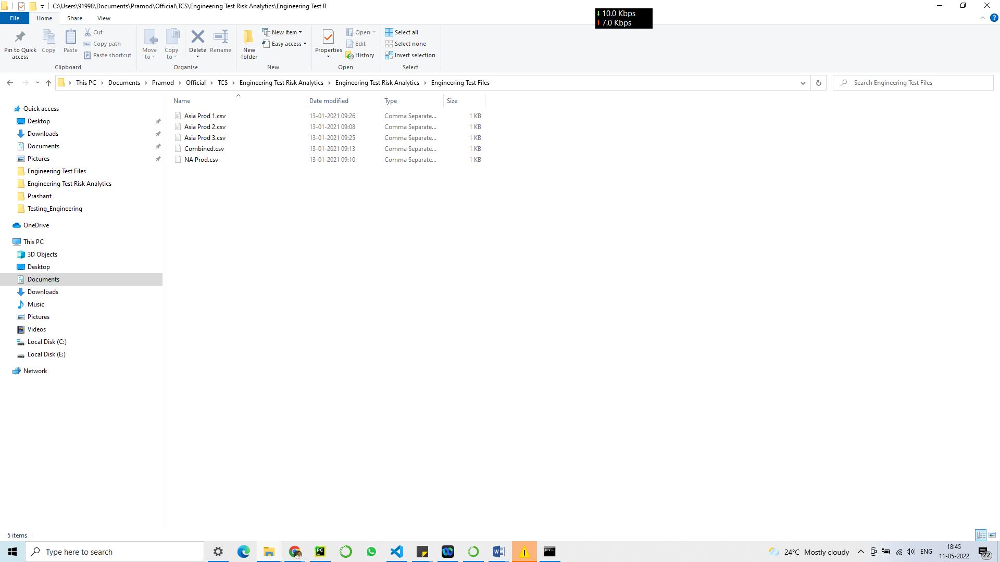 C:\Users\91998\Documents\Pramod\Official\TCS\Engineering Test Risk Analytics\Engineering Test R
↓ 10.0 Kbps
↑ 7.0 Kbps
File Home Share View
Pin to Quick access
Copy
Paste
Cut
Copy path
Paste shortcut
Clipboard
Move to
Copy to
Delete
Rename
Organise
New folder
New item
Easy access
New
Properties
Open
Edit
History
Open
Select all
Select none
Invert selection
Select
This PC > Documents > Pramod > Official > TCS > Engineering Test Risk Analytics > Engineering Test Risk Analytics > Engineering Test Files
Search Engineering Test Files
Quick access
Desktop
Downloads
Documents
Pictures
Engineering Test Files
Engineering Test Risk Analytics
Prashant
Testing_Engineering
OneDrive
This PC
3D Objects
Desktop
Documents
Downloads
Music
Pictures
Videos
Local Disk (C:)
Local Disk (E:)
Network
Name Date modified Type Size
Asia Prod 1.csv 13-01-2021 09:26 Comma Separate... 1 KB
Asia Prod 2.csv 13-01-2021 09:08 Comma Separate... 1 KB
Asia Prod 3.csv 13-01-2021 09:25 Comma Separate... 1 KB
Combined.csv 13-01-2021 09:13 Comma Separate... 1 KB
NA Prod.csv 13-01-2021 09:10 Comma Separate... 1 KB
5 items
Type here to search
PC
24°C Mostly cloudy
ENG
18:45
11-05-2022
22